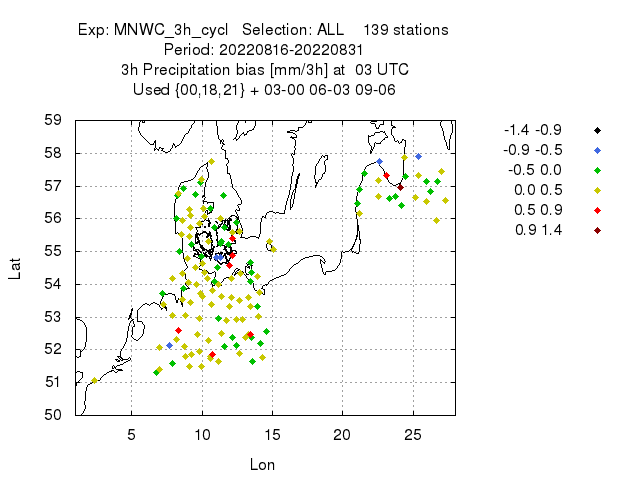 Exp: MNWC_3h_cycl Selection: ALL 139 stations
Period: 20220816-20220831
3h Precipitation bias [mm/3h] at 03 UTC
Used {00,18,21} + 03-00 06-03 09-06
59
58
57
56
55
54
53
52
51
50
Lat
5 10 15 20 25
Lon
-1.4 -0.9
-0.9 -0.5
-0.5 0.0
0.0 0.5
0.5 0.9
0.9 1.4